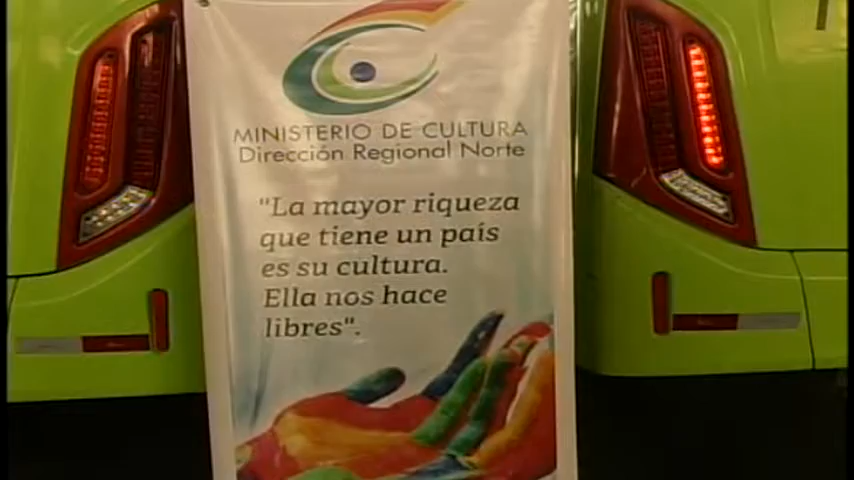 MINISTERIO DE CULTURA
Dirección Regional Norte
"La mayor riqueza
que tiene un país
es su cultura.
Ella nos hace
libres".